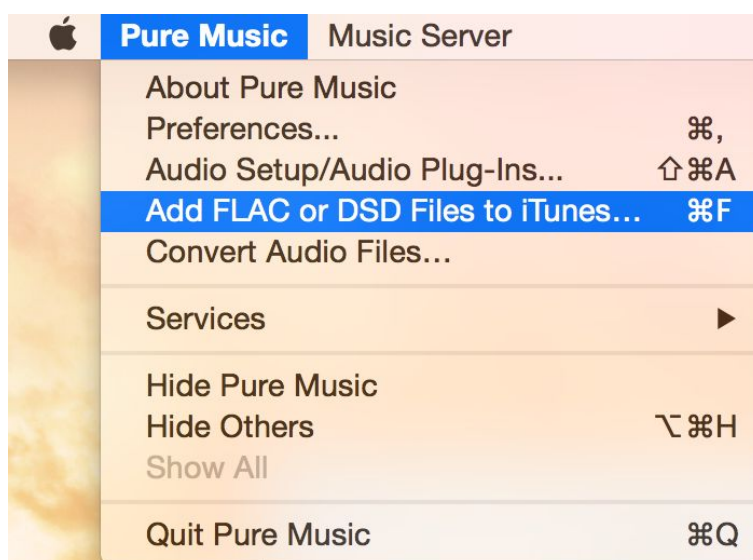 Pure Music Music Server
About Pure Music
Preferences... ⌘,
Audio Setup/Audio Plug-Ins... ⇧⌘A
Add FLAC or DSD Files to iTunes... ⌘F
Convert Audio Files...
Services ▶
Hide Pure Music
Hide Others ⌥⌘H
Show All
Quit Pure Music ⌘Q